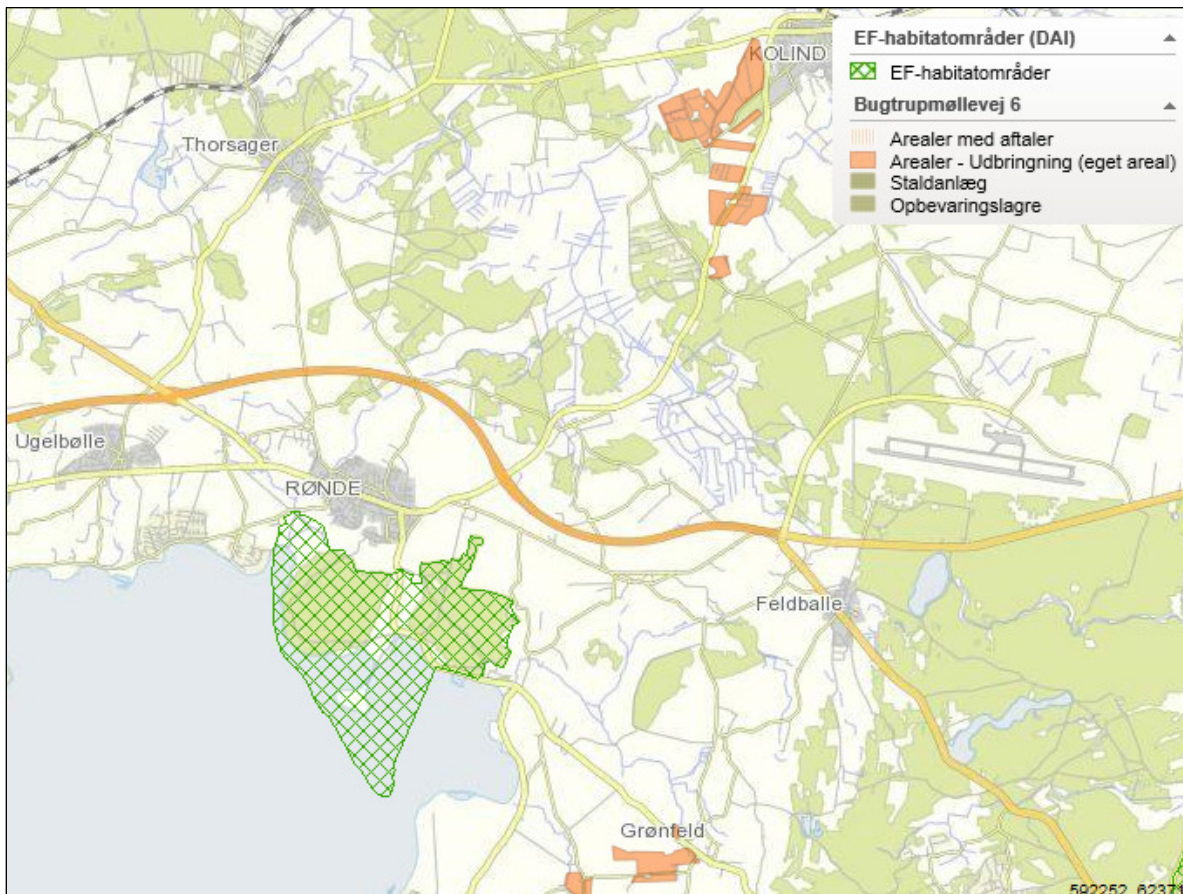 EF-habitatområder (DAI)
EF-habitatområder
Bugtrupmøllevej 6
Arealer med aftaler
Arealer - Udbringning (eget areal)
Staldanlæg
Opbevaringslagre
KOLIND
Thorsager
Ugelbølle
RØNDE
Feldballe
Grønfeld